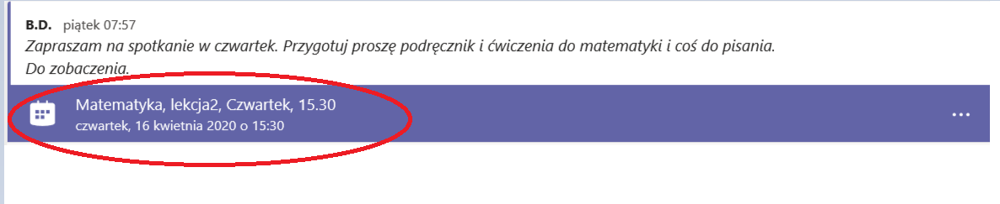 B.D. piątek 07:57
Zapraszam na spotkanie w czwartek. Przygotuj proszę podręcznik i ćwiczenia do matematyki i coś do pisania.
Do zobaczenia.
Matematyka, lekcja2, Czwartek, 15.30
czwartek, 16 kwietnia 2020 o 15:30